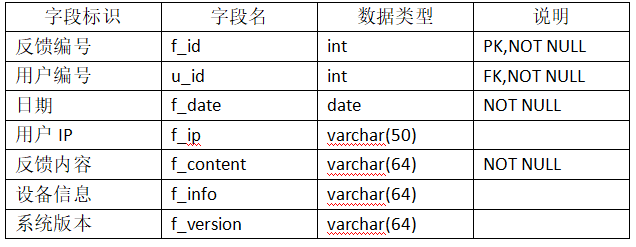 字段标识 字段名 数据类型 说明
反馈编号 f_id int PK,NOT NULL
用户编号 u_id int FK,NOT NULL
日期 f_date date NOT NULL
用户 IP f_ip varchar(50)
反馈内容 f_content varchar(64) NOT NULL
设备信息 f_info varchar(64)
系统版本 f_version varchar(64)